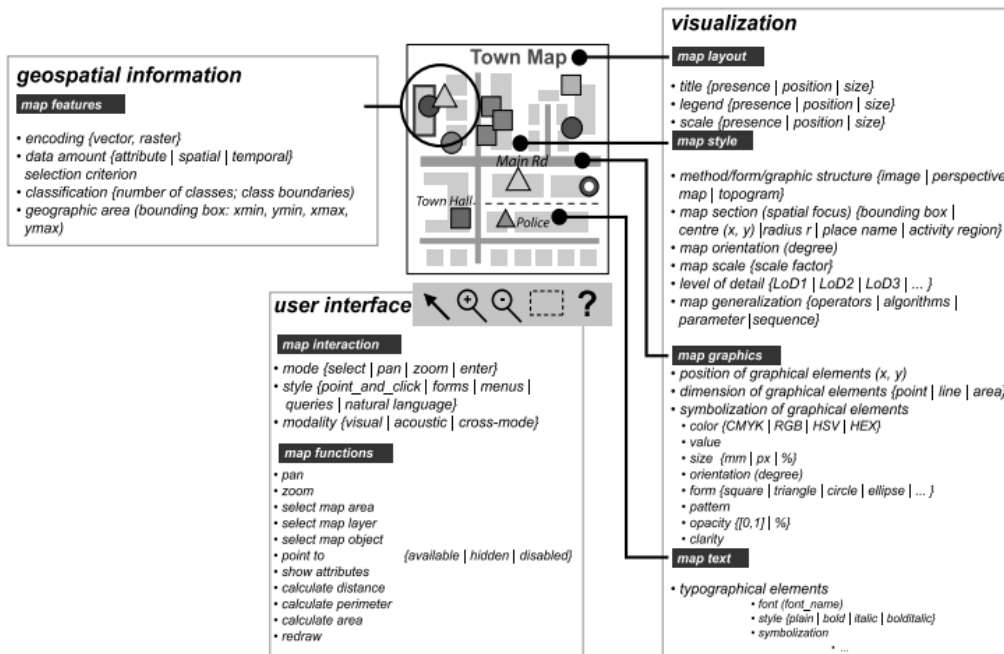 geospatial information
map features
• encoding {vector, raster}
• data amount {attribute | spatial | temporal}
selection criterion
• classification {number of classes; class boundaries)
• geographic area (bounding box: xmin, ymin, xmax,
ymax)
Town Map
Main Rd
Town Hall
Police
user interface
?
map interaction
• mode {select | pan | zoom | enter}
• style {point_and_click | forms | menus |
queries | natural language}
• modality {visual | acoustic | cross-mode}
map functions
• pan
• zoom
• select map area
• select map layer
• select map object
• point to {available | hidden | disabled}
• show attributes
• calculate distance
• calculate perimeter
• calculate area
• redraw
visualization
map layout
• title {presence | position | size}
• legend {presence | position | size}
• scale {presence | position | size}
map style
• method/form/graphic structure {image | perspective
map | topogram}
• map section (spatial focus) {bounding box |
centre (x, y) |radius r | place name | activity region}
• map orientation (degree)
• map scale {scale factor}
• level of detail {LoD1 | LoD2 | LoD3 | ... }
• map generalization {operators | algorithms |
parameter |sequence}
map graphics
• position of graphical elements (x, y)
• dimension of graphical elements {point | line | area}
• symbolization of graphical elements
• color {CMYK | RGB | HSV | HEX}
• value
• size {mm | px | %}
• orientation (degree)
• form {square | triangle | circle | ellipse | ... }
• pattern
• opacity {[0,1] | %}
• clarity
map text
• typographical elements
• font (font_name)
• style {plain | bold | italic | bolditalic}
• symbolization
• ...